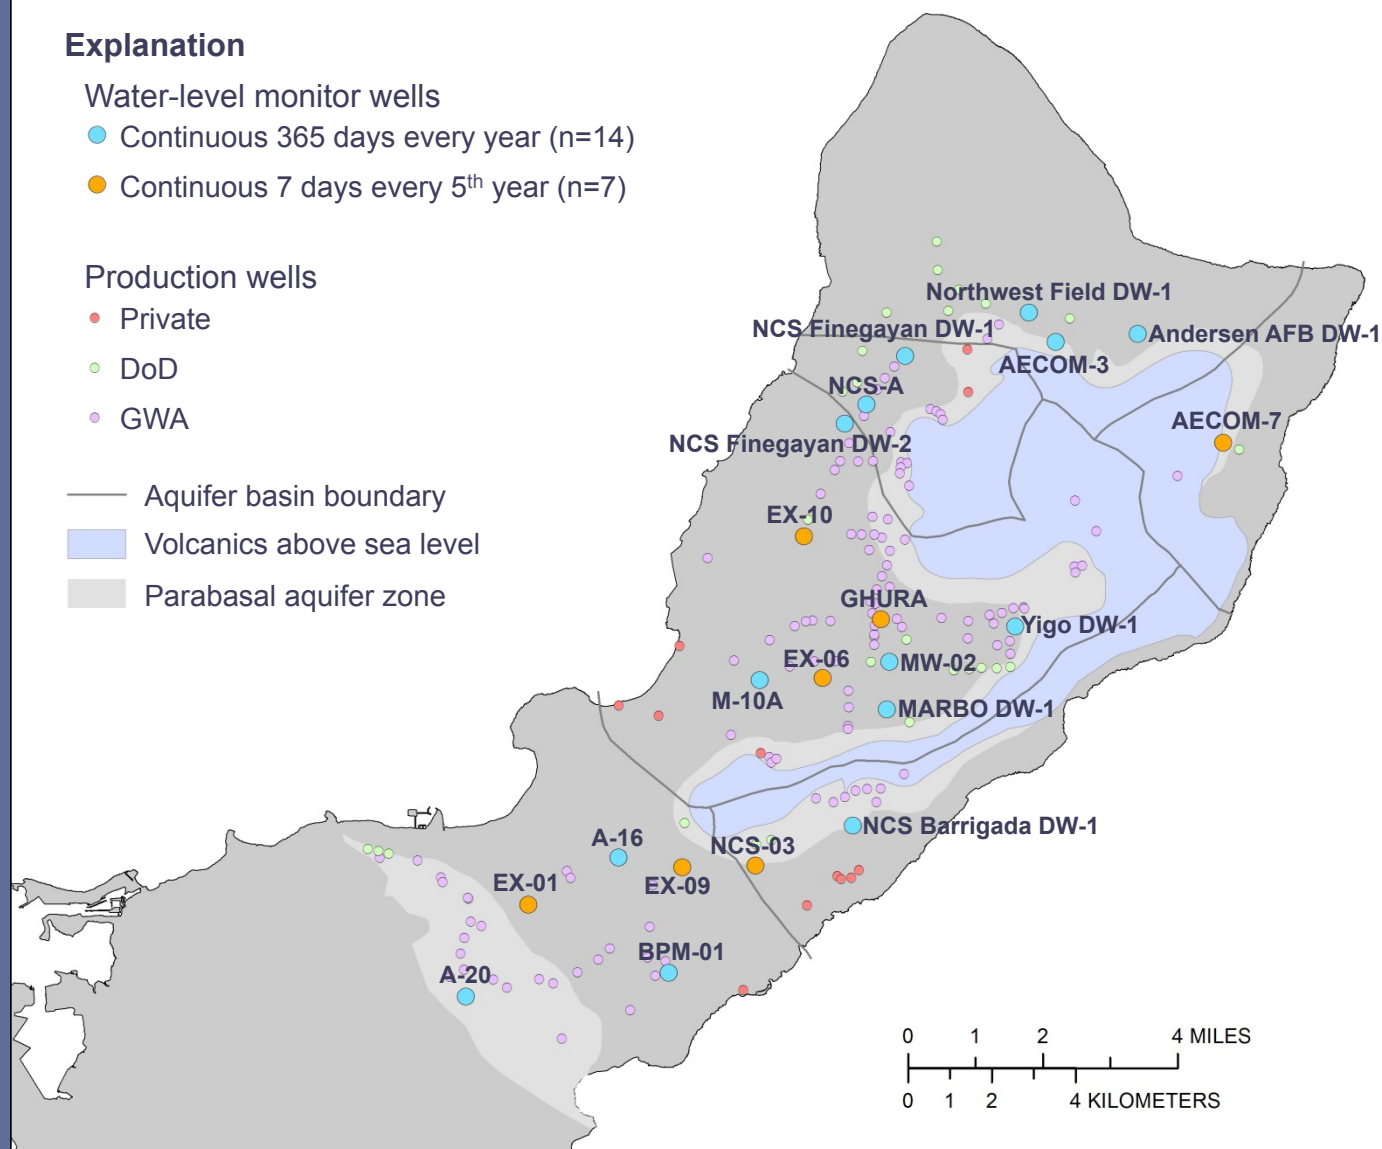 Explanation
Water-level monitor wells
Continuous 365 days every year (n=14)
Continuous 7 days every 5th year (n=7)
Production wells
Private
DoD
GWA
Aquifer basin boundary
Volcanics above sea level
Parabasal aquifer zone
Northwest Field DW-1
NCS Finegayan DW-1
Andersen AFB DW-1
AECOM-3
NCS-A
AECOM-7
NCS Finegayan DW-2
EX-10
GHURA
Yigo DW-1
EX-06
MW-02
M-10A
MARBO DW-1
NCS Barrigada DW-1
A-16
NCS-03
EX-01
EX-09
BPM-01
A-20
0 1 2 4 MILES
0 1 2 4 KILOMETERS